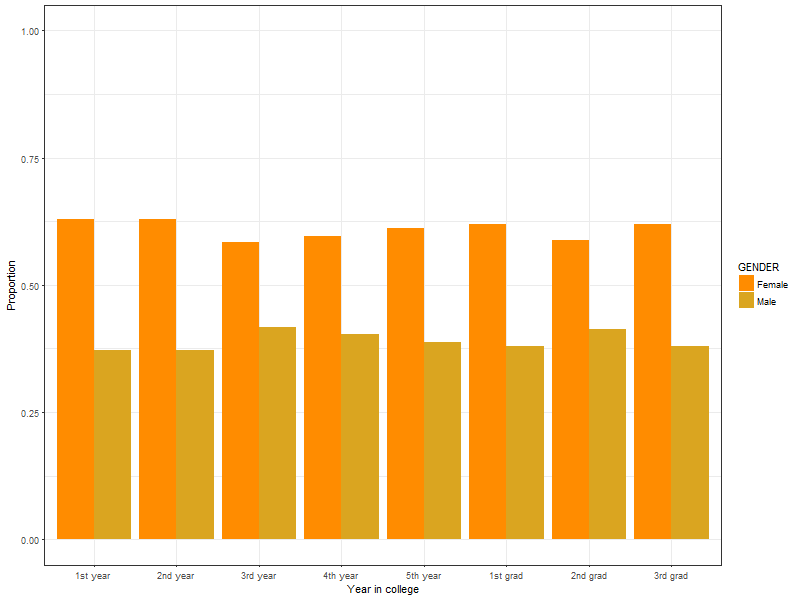 1.00
0.75
0.50
0.25
0.00
Proportion
1st year 2nd year 3rd year 4th year 5th year 1st grad 2nd grad 3rd grad
Year in college
GENDER
Female
Male